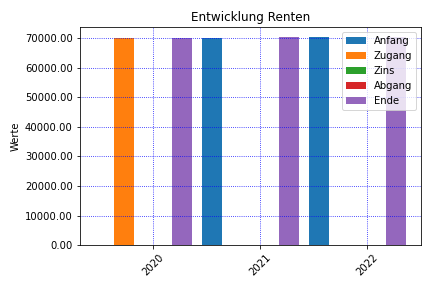 Entwicklung Renten
Werte
70000.00
60000.00
50000.00
40000.00
30000.00
20000.00
10000.00
0.00
Anfang
Zugang
Zins
Abgang
Ende
2020
2021
2022